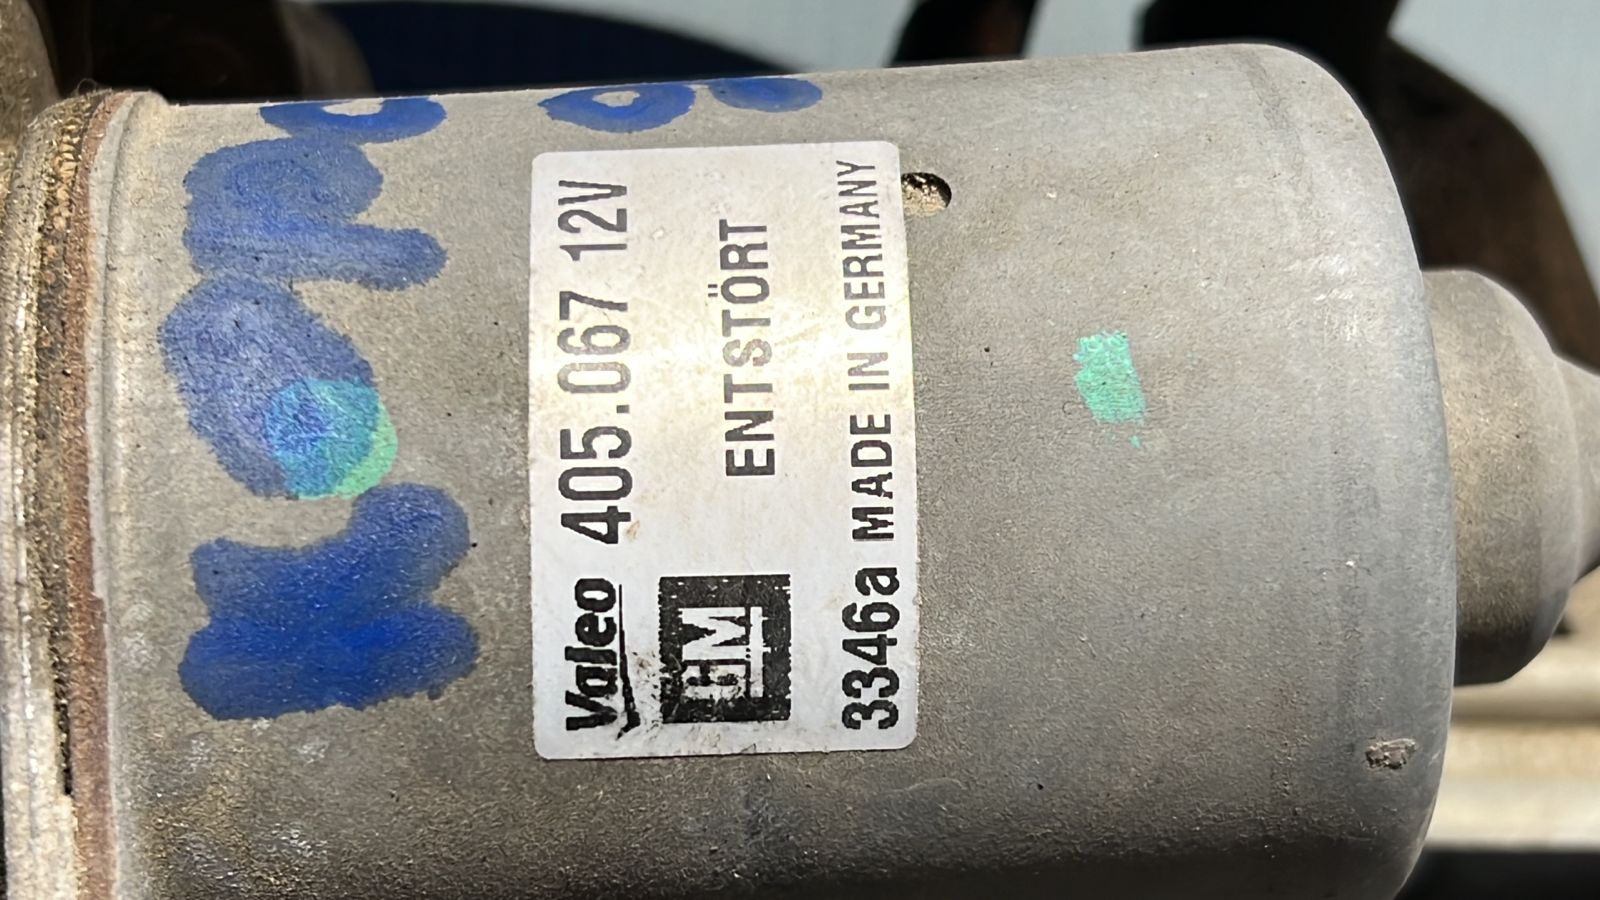 Valeo 405.067 12V
GM ENTSTÖRT
3346a MADE IN GERMANY